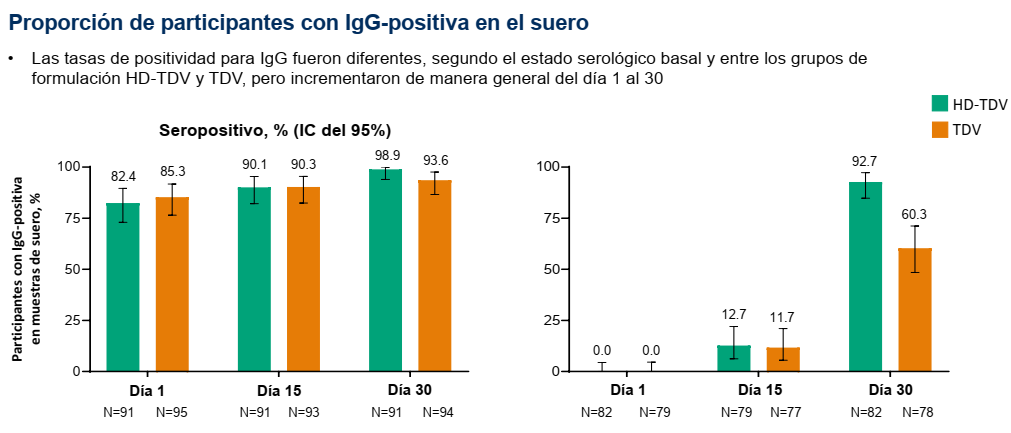 Proporción de participantes con IgG-positiva en el suero
• Las tasas de positividad para IgG fueron diferentes, segundo el estado serológico basal y entre los grupos de
formulación HD-TDV y TDV, pero incrementaron de manera general del día 1 al 30
HD-TDV
TDV
Seropositivo, % (IC del 95%)
Participantes con IgG-positiva
en muestras de suero, %
100
75
50
25
0
82.4
85.3
90.1
90.3
98.9
93.6
Día 1
Día 15
Día 30
N=91
N=95
N=91
N=93
N=91
N=94
100
75
50
25
0
0.0
0.0
12.7
11.7
92.7
60.3
Día 1
Día 15
Día 30
N=82
N=79
N=79
N=77
N=82
N=78